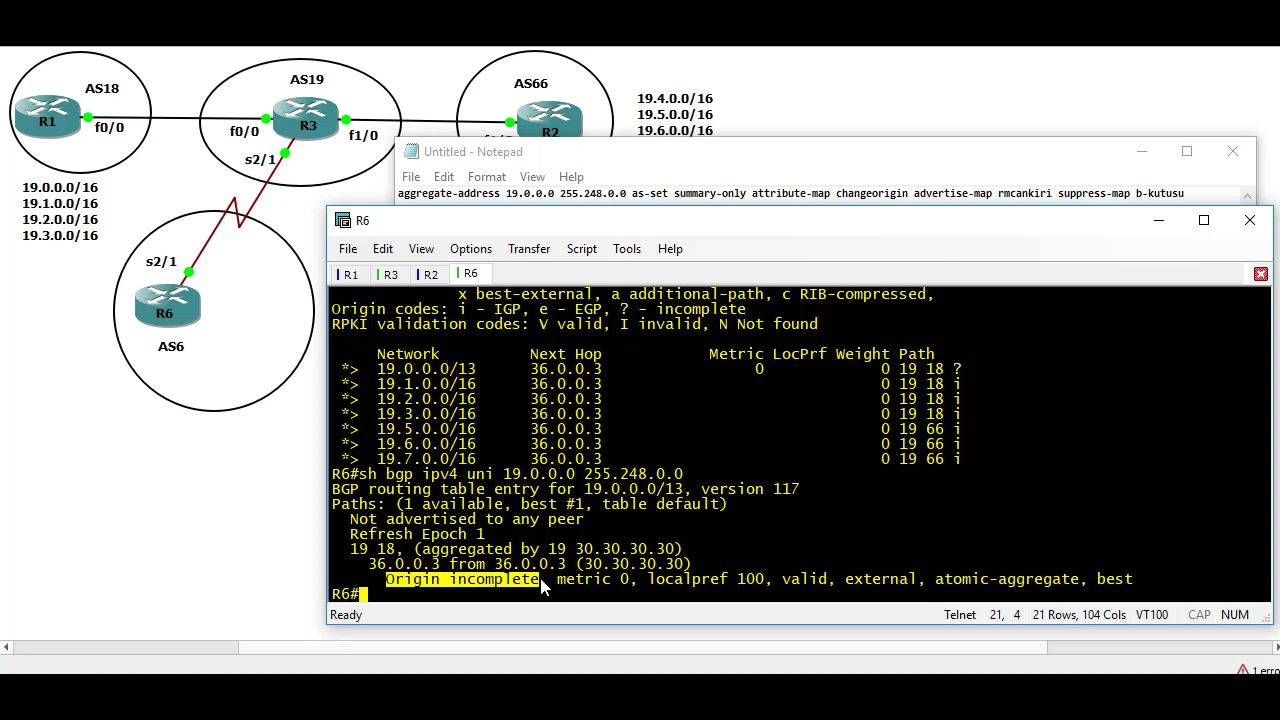 AS18
R1
f0/0
19.0.0.0/16
19.1.0.0/16
19.2.0.0/16
19.3.0.0/16
AS19
R3
f0/0
f1/0
s2/1
AS66
R2
19.4.0.0/16
19.5.0.0/16
19.6.0.0/16
s2/1
R6
AS6
Untitled - Notepad
File Edit Format View Help
aggregate-address 19.0.0.0 255.248.0.0 as-set summary-only attribute-map changeorigin advertise-map rmcankiri suppress-map b-kutusu
R6
File Edit View Options Transfer Script Tools Help
R1 R3 R2 R6
x best-external, a additional-path, c RIB-compressed,
Origin codes: i - IGP, e - EGP, ? - incomplete
RPKI validation codes: V valid, I invalid, N Not found
Network Next Hop Metric LocPrf Weight Path
*> 19.0.0.0/13 36.0.0.3 0 0 19 18 ?
*> 19.1.0.0/16 36.0.0.3 0 19 18 i
*> 19.2.0.0/16 36.0.0.3 0 19 18 i
*> 19.3.0.0/16 36.0.0.3 0 19 18 i
*> 19.5.0.0/16 36.0.0.3 0 19 66 i
*> 19.6.0.0/16 36.0.0.3 0 19 66 i
*> 19.7.0.0/16 36.0.0.3 0 19 66 i
R6#sh bgp ipv4 uni 19.0.0.0 255.248.0.0
BGP routing table entry for 19.0.0.0/13, version 117
Paths: (1 available, best #1, table default)
Not advertised to any peer
Refresh Epoch 1
19 18, (aggregated by 19 30.30.30.30)
36.0.0.3 from 36.0.0.3 (30.30.30.30)
Origin incomplete, metric 0, localpref 100, valid, external, atomic-aggregate, best
R6#
Ready Telnet 21, 4 21 Rows, 104 Cols VT100 CAP NUM